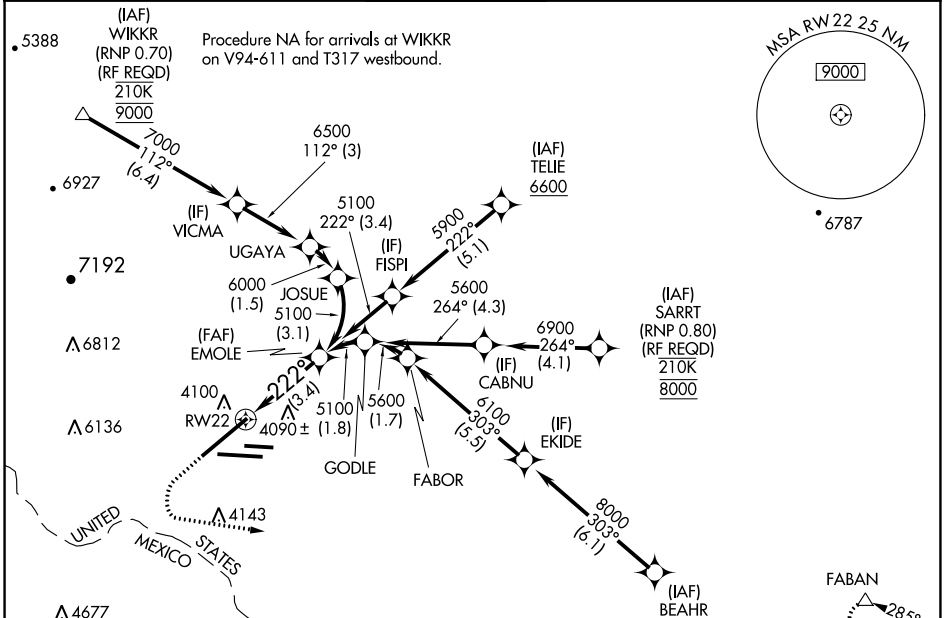 (IAF)
WIKKR
(RNP 0.70)
(RF REQD)
210K
9000
5388
Procedure NA for arrivals at WIKKR
on V94-611 and T317 westbound.
MSA RW22 25 NM
9000
7000
112°
(6.4)
6500
112° (3)
(IAF)
TELIE
6600
6927
(IF)
VICMA
5100
222° (3.4)
5900
222°
(5.1)
6787
UGAYA
(IF)
FISPI
7192
6000
(1.5)
JOSUE
5600
264° (4.3)
(IAF)
SARRT
(RNP 0.80)
(RF REQD)
210K
8000
5100
(3.1)
6900
264°
(4.1)
6812
(FAF)
EMOLE
(IF)
CABNU
222°
(3.4)
4100
RW22
4090 ±
5100
(1.8)
5600
(1.7)
6100
303°
(5.5)
6136
(IF)
EKIDE
GODLE
FABOR
8000
303°
(6.1)
4143
UNITED STATES
MEXICO
(IAF)
BEAHR
FABAN
285°
4677